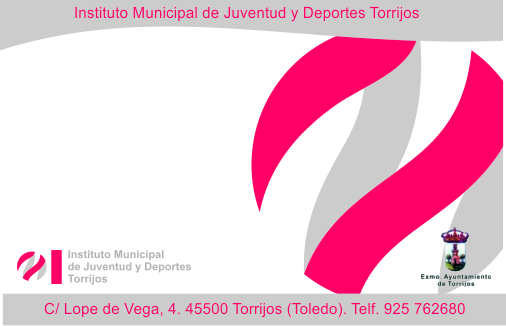 Instituto Municipal de Juventud y Deportes Torrijos
Instituto Municipal
de Juventud y Deportes
Torrijos
Exmo. Ayuntamiento
de Torrijos
C/ Lope de Vega, 4. 45500 Torrijos (Toledo). Telf. 925 762680